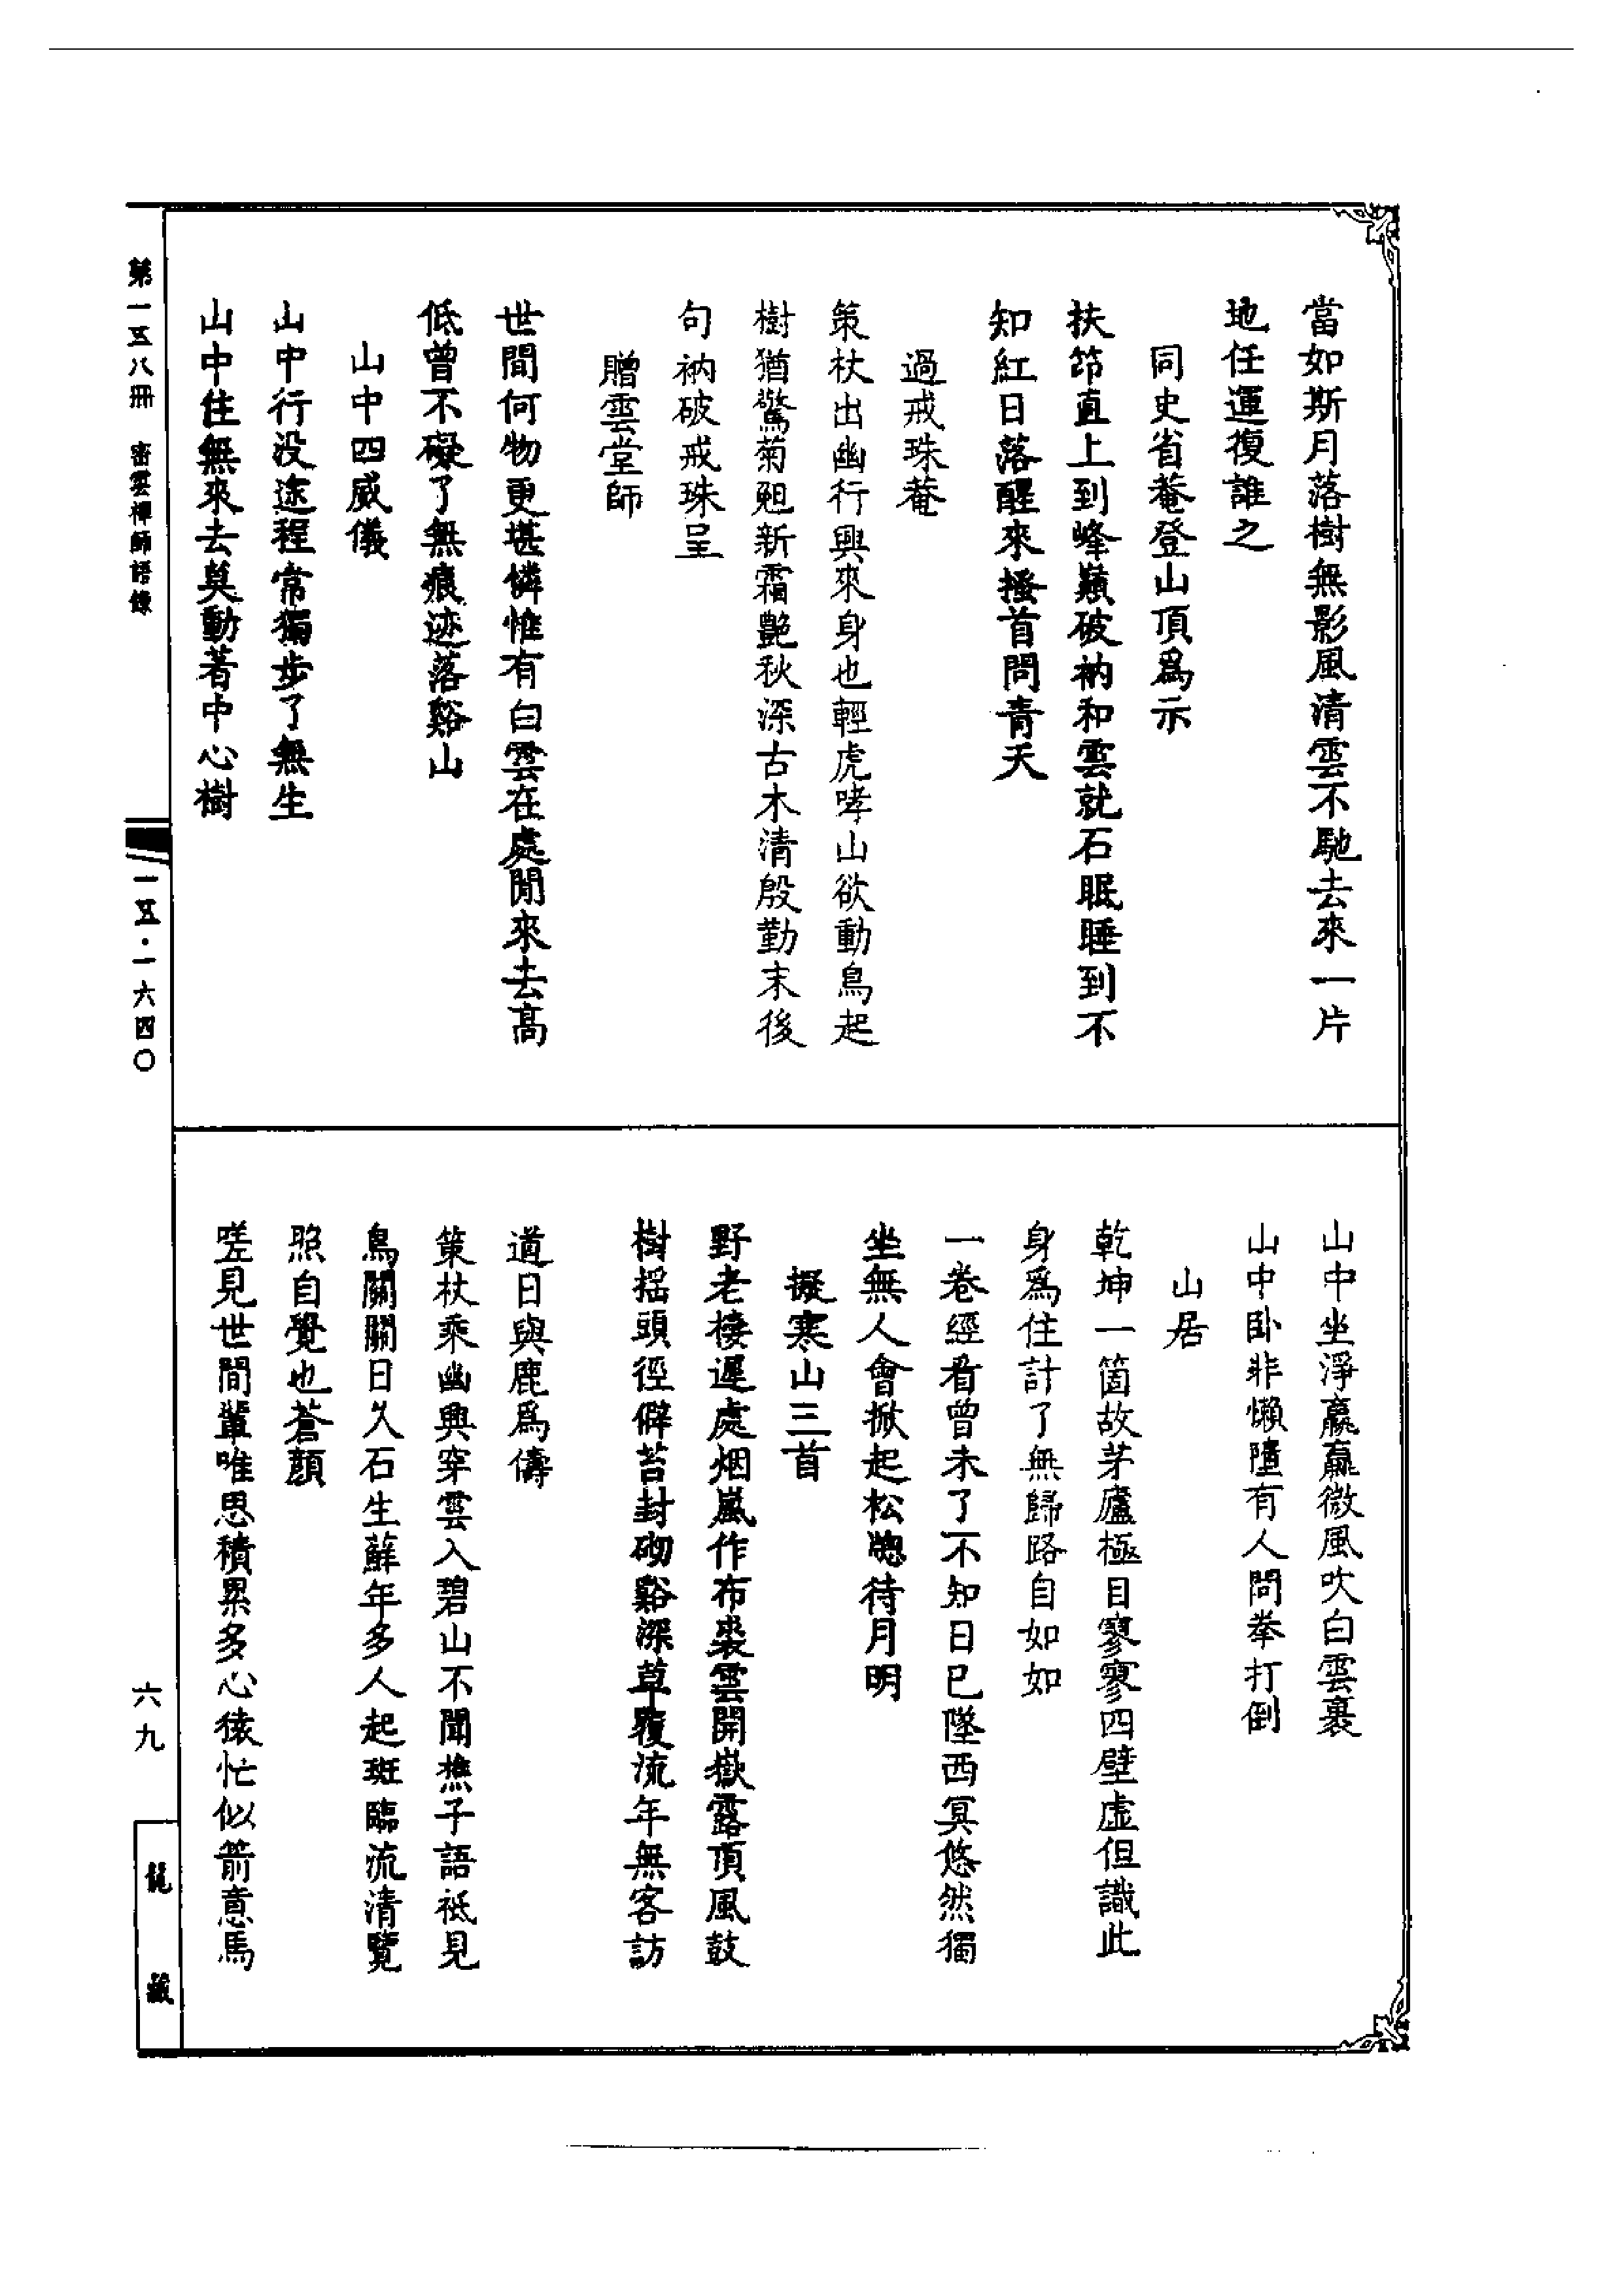 當如斯月落樹無影風清雲不馳去來一片
地任運復誰之
同史省菴登山頂爲示
扶筇直上到峰巔破衲和雲就石眠睡到不
知紅日落醒來搔首問青天
過戒珠菴
策杖出幽行興來身也輕虎哮山欲動鳥起
樹猶驚菊爬新霜艷秋深古木清殷勤末後
句衲破戒珠呈
贈雲堂師
世間何物更堪憐惟有白雲在處閒來去高
低曾不礙了無痕迹落谿山
山中四威儀
山中行没途程常獨步了無生
山中住無來去莫動著中心樹
山中坐淨臝臝微風吹白雲裹
山中卧非懶墮有人問拳打倒
山居
乾坤一箇故茅廬極目寥寥四壁虛但識此
身爲住計了無歸路自如如
一卷經看曾未了不知日已墜西冥悠然獨
坐無人會掀起松牕待月明
擬寒山三首
野老棲遲處烟嵐作布裘雲開嶽露頂風鼓
樹摇頭徑僻苔封砌谿深草覆流年無客訪
道日與鹿爲儔
策杖乘幽興穿雲入碧山不聞樵子語祇見
鳥關關日久石生蘚年多人起斑臨流清覽
照自覺也蒼顔
嗟見世間輩唯思積累多心猿忙似箭意馬
第一五八冊 密雲禪師語錄
一五·一六四〇
六九
龍藏